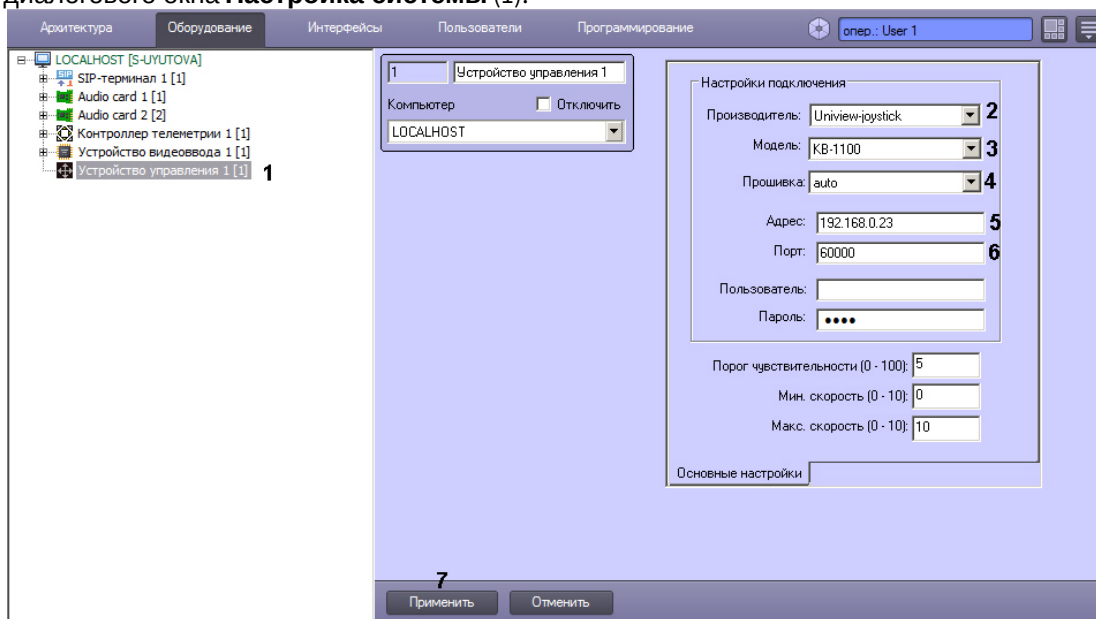 диалогового окна Настройка системы (1).
Архитектура Оборудование Интерфейсы Пользователи Программирование опер.: User 1
LOCALHOST [S-UYUTOVA]
SIP-терминал 1 [1]
Audio card 1 [1]
Audio card 2 [2]
Контроллер телеметрии 1 [1]
Устройство видеоввода 1 [1]
Устройство управления 1 [1] 1
1 Устройство управления 1
Компьютер Отключить
LOCALHOST
Настройки подключения
Производитель: Uniview-joystick 2
Модель: KB-1100 3
Прошивка: auto 4
Адрес: 192.168.0.23 5
Порт: 60000 6
Пользователь:
Пароль: ••••
Порог чувствительности (0 - 100): 5
Мин. скорость (0 - 10): 0
Макс. скорость (0 - 10): 10
Основные настройки
7
Применить Отменить